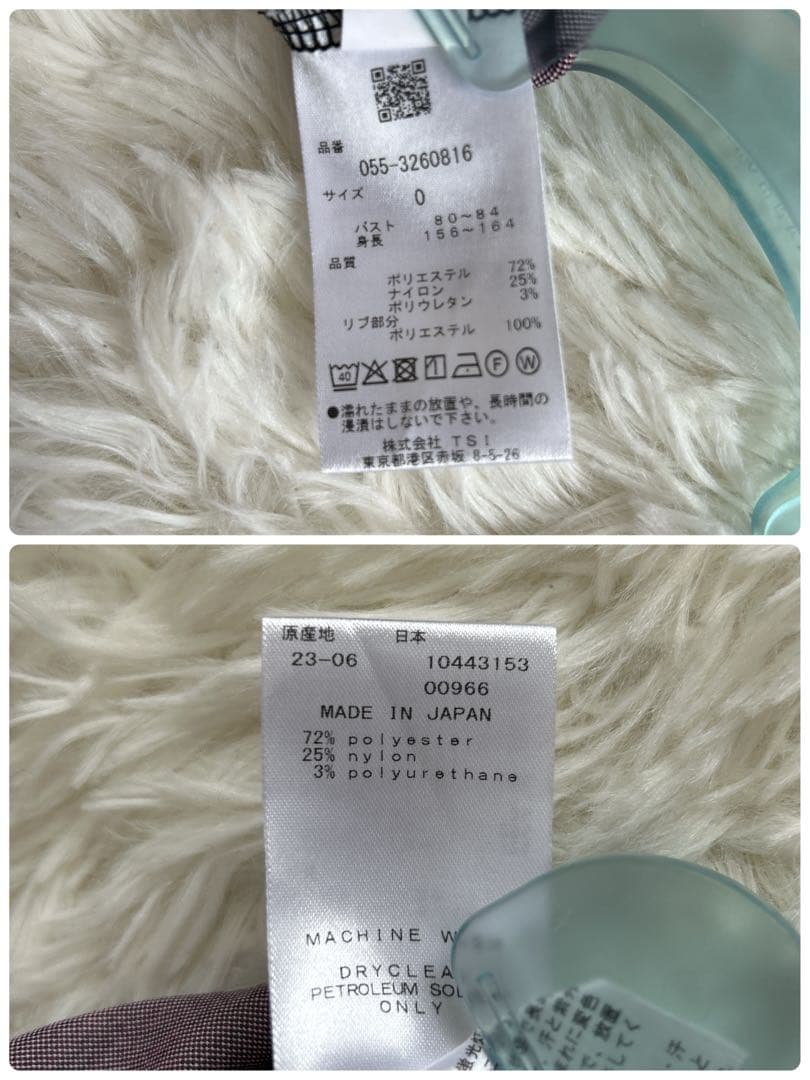 品番
055-3260816
サイズ 0
バスト 80～84
身長 156～164
品質
ポリエステル 72%
ナイロン 25%
ポリウレタン 3%
リブ部分
ポリエステル 100%
40
F W
●濡れたままの放置や、長時間の
浸漬はしないで下さい。
株式会社 TSI
東京都港区赤坂 8-5-26
原産地 日本
23-06 10443153
00966
MADE IN JAPAN
72% polyester
25% nylon
3% polyurethane
MACHINE W
DRYCLEA
PETROLEUM SOL
ONLY